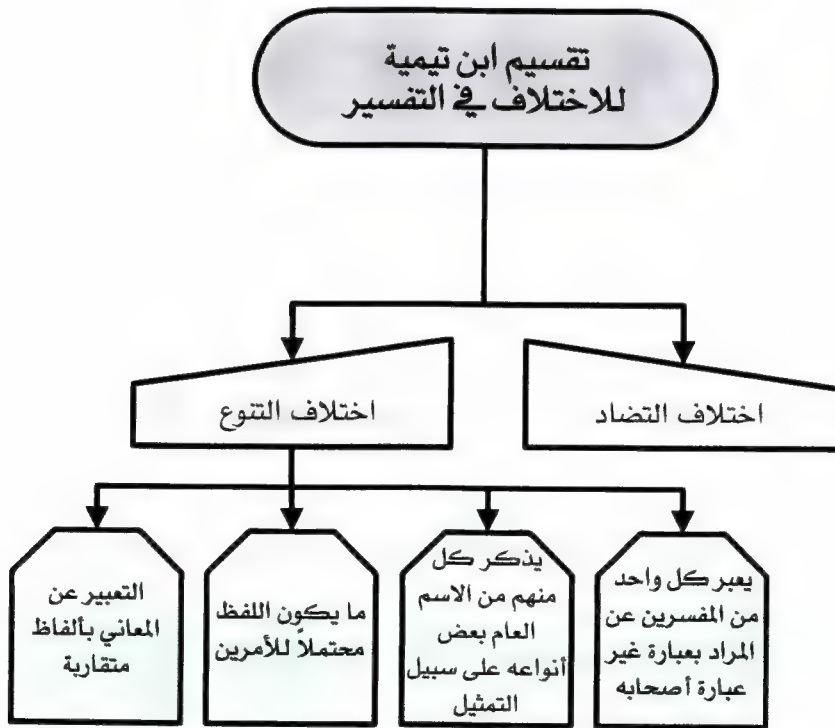 تقسيم ابن تيمية
للاختلاف في التفسير
اختلاف التضاد
اختلاف التنوع
يعبر كل واحد
من المفسرين عن
المراد بعبارة غير
عبارة أصحابه
يذكر كل
منهم من الاسم
العام بعض
أنواعه على سبيل
التمثيل
ما يكون اللفظ
محتملاً للأمرين
التعبير عن
المعاني بألفاظ
متقاربة